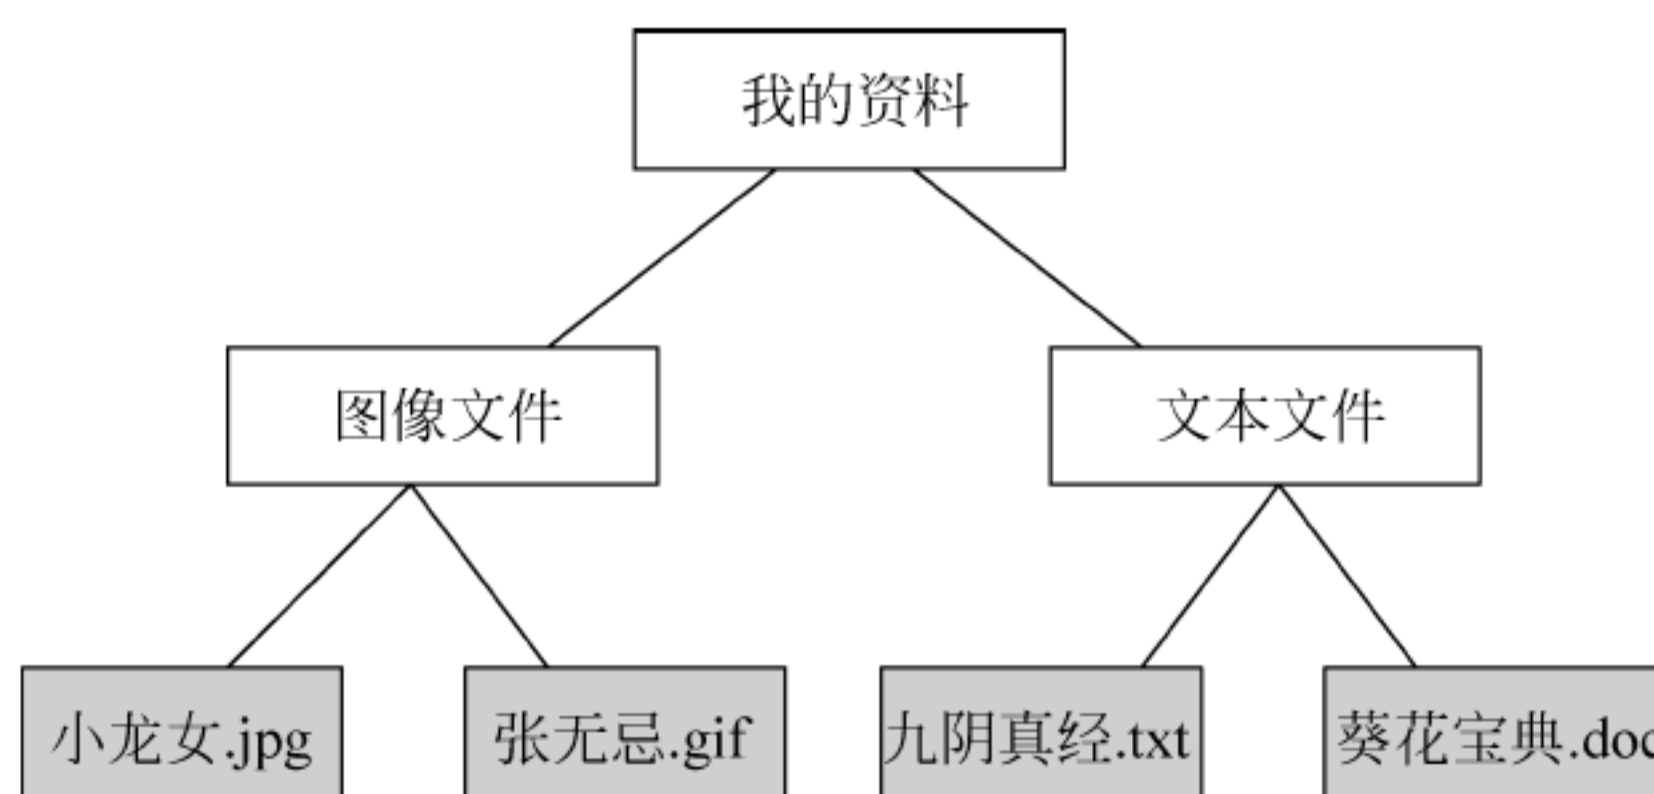 我的资料
图像文件
文本文件
小龙女.jpg
张无忌.gif
九阴真经.txt
葵花宝典.doc